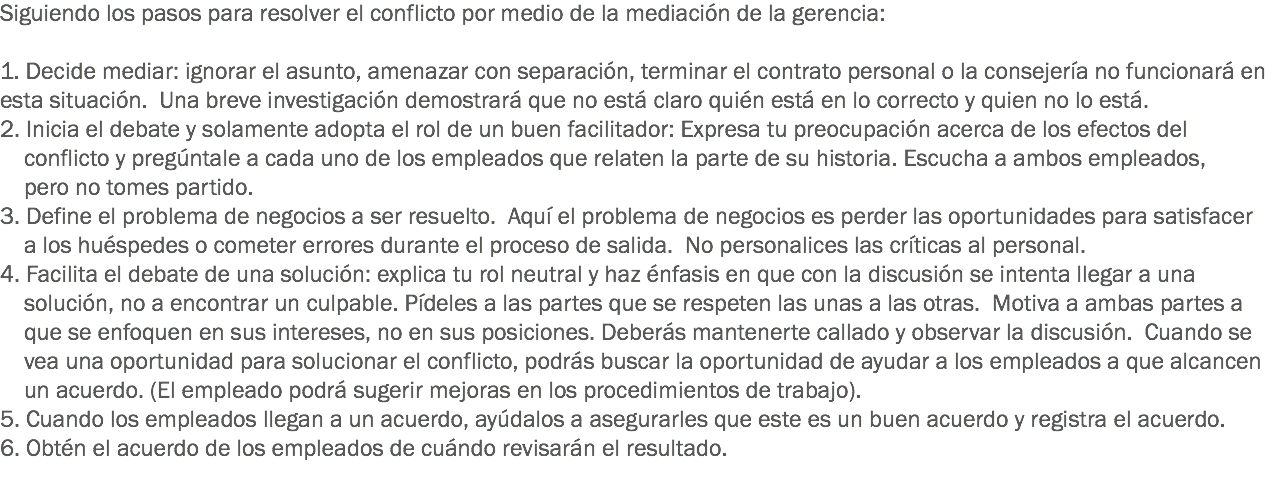 Siguiendo los pasos para resolver el conflicto por medio de la mediación de la gerencia:
1. Decide mediar: ignorar el asunto, amenazar con separación, terminar el contrato personal o la consejería no funcionará en
esta situación. Una breve investigación demostrará que no está claro quién está en lo correcto y quien no lo está.
2. Inicia el debate y solamente adopta el rol de un buen facilitador: Expresa tu preocupación acerca de los efectos del
conflicto y pregúntale a cada uno de los empleados que relaten la parte de su historia. Escucha a ambos empleados,
pero no tomes partido.
3. Define el problema de negocios a ser resuelto. Aquí el problema de negocios es perder las oportunidades para satisfacer
a los huéspedes o cometer errores durante el proceso de salida. No personalices las críticas al personal.
4. Facilita el debate de una solución: explica tu rol neutral y haz énfasis en que con la discusión se intenta llegar a una
solución, no a encontrar un culpable. Pídeles a las partes que se respeten las unas a las otras. Motiva a ambas partes a
que se enfoquen en sus intereses, no en sus posiciones. Deberás mantenerte callado y observar la discusión. Cuando se
vea una oportunidad para solucionar el conflicto, podrás buscar la oportunidad de ayudar a los empleados a que alcancen
un acuerdo. (El empleado podrá sugerir mejoras en los procedimientos de trabajo).
5. Cuando los empleados llegan a un acuerdo, ayúdalos a asegurarles que este es un buen acuerdo y registra el acuerdo.
6. Obtén el acuerdo de los empleados de cuándo revisarán el resultado.